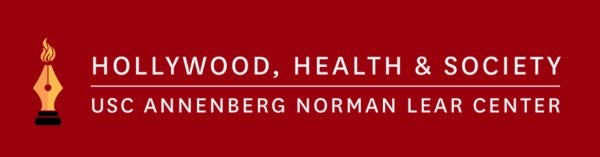 HOLLYWOOD, HEALTH & SOCIETY
USC ANNENBERG NORMAN LEAR CENTER